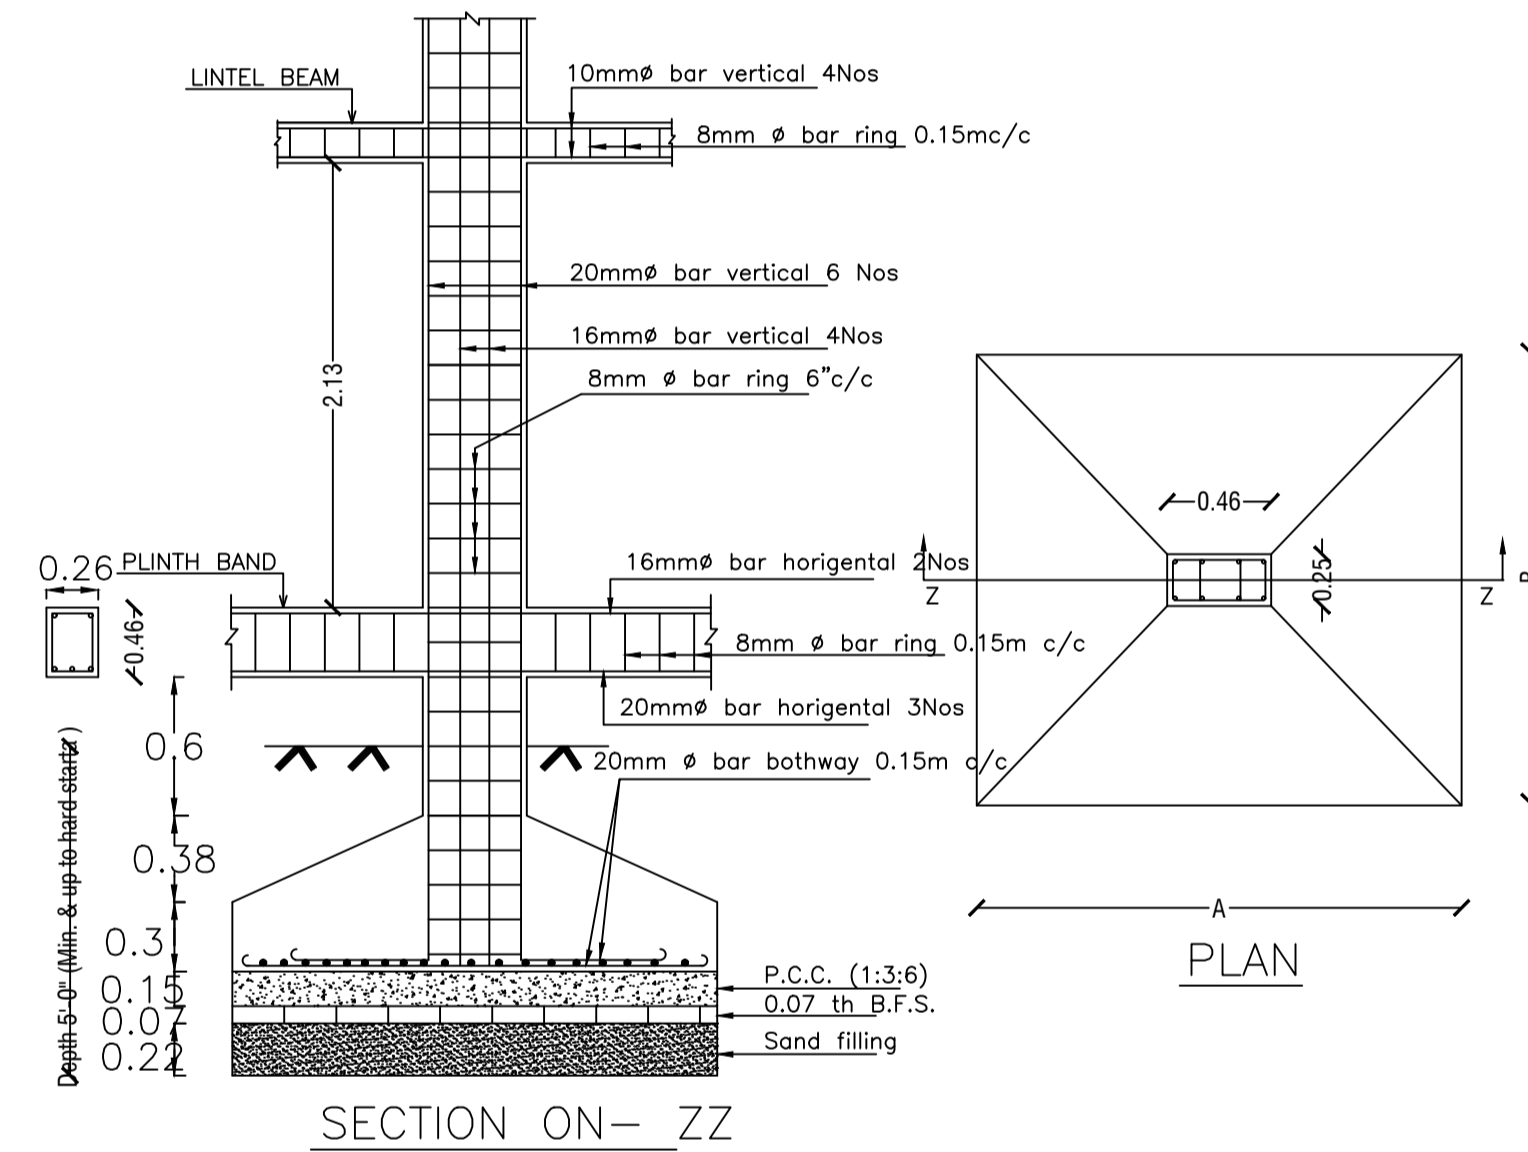 LINTEL BEAM
10mmø bar vertical 4Nos
8mm ø bar ring 0.15mc/c
20mmø bar vertical 6 Nos
16mmø bar vertical 4Nos
8mm ø bar ring 6"c/c
2.13
0.26
PLINTH BAND
16mmø bar horigental 2Nos
0.46
8mm ø bar ring 0.15m c/c
20mmø bar horigental 3Nos
20mm ø bar bothway 0.15m c/c
0.6
0.38
0.3
0.15
0.07
0.22
Depth 5'-0" (Min. & up to hard starta )
P.C.C. (1:3:6)
0.07 th B.F.S.
Sand filling
SECTION ON- ZZ
0.46
0.25
Z
Z
A
PLAN